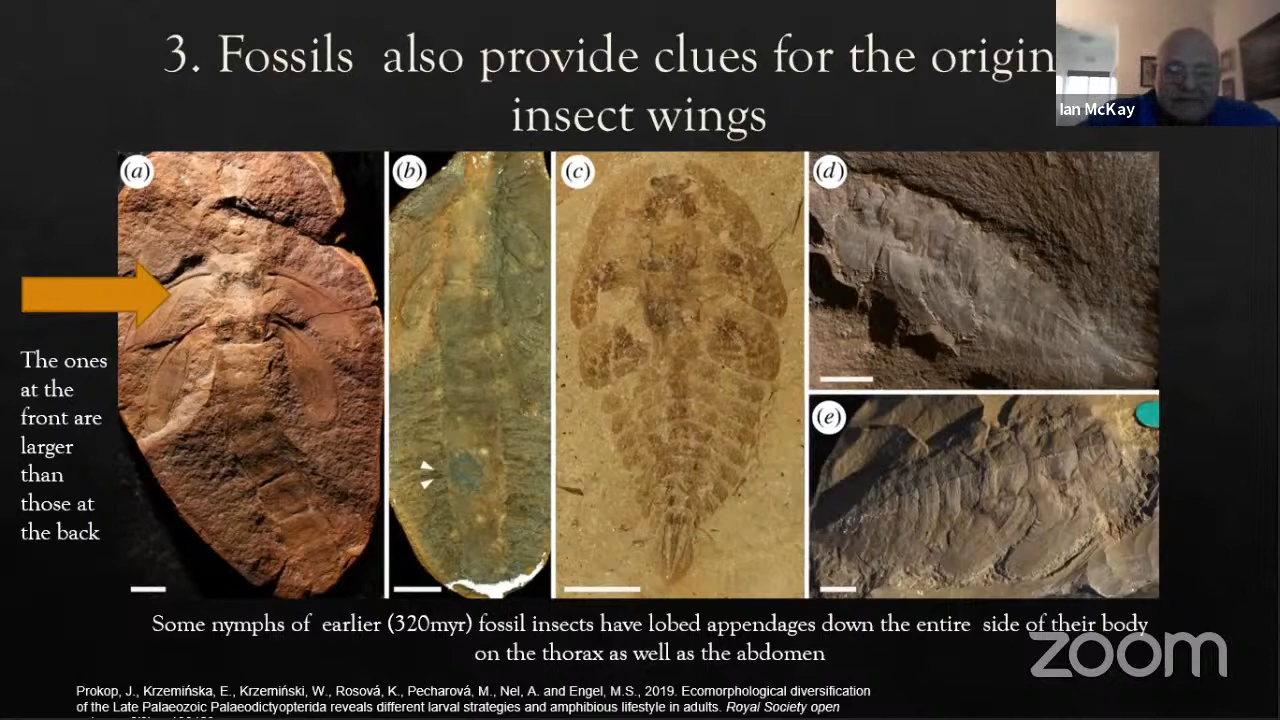 3. Fossils also provide clues for the origin
insect wings
Ian McKay
(a)
(b)
(c)
(d)
(e)
The ones
at the
front are
larger
than
those at
the back
Some nymphs of earlier (320myr) fossil insects have lobed appendages down the entire side of their body
on the thorax as well as the abdomen
zoom
Prokop, J., Krzemińska, E., Krzemiński, W., Rosová, K., Pecharová, M., Nel, A. and Engel, M.S., 2019. Ecomorphological diversification
of the Late Palaeozoic Palaeodictyopterida reveals different larval strategies and amphibious lifestyle in adults. Royal Society open